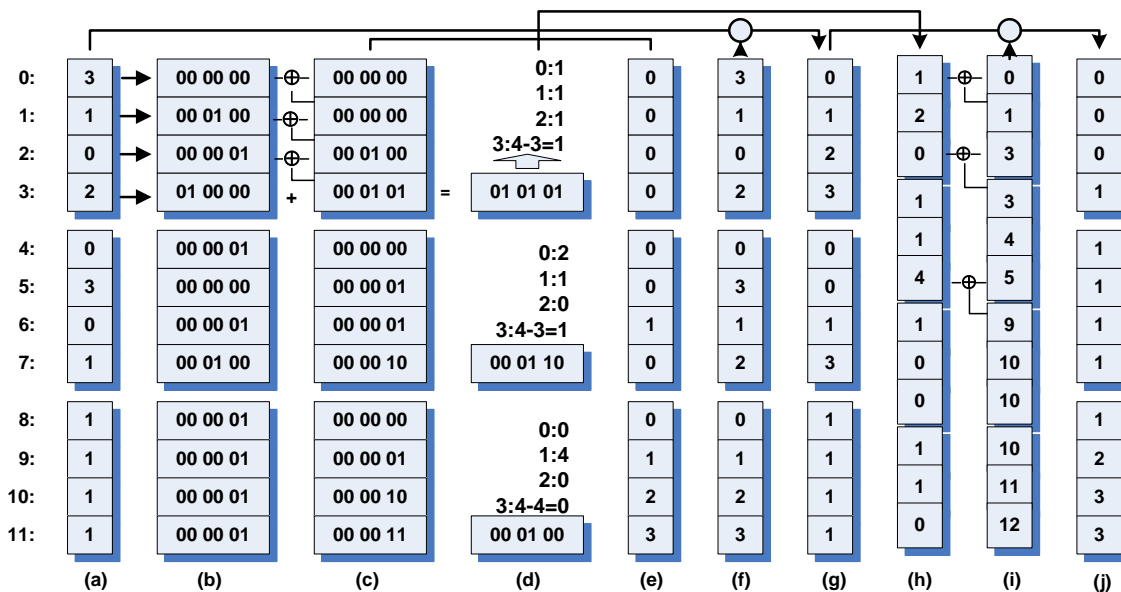 0: 3 00 00 00 ⊕ 00 00 00 0:1 0 3 0 1 ⊕ 0 0
1: 1 00 01 00 ⊕ 00 00 00 1:1 0 1 1 2 1 0
2: 0 00 00 01 ⊕ 00 01 00 2:1 0 0 2 0 ⊕ 3 0
3:4-3=1
3: 2 01 00 00 + 00 01 01 = 01 01 01 0 2 3 1 3 1
4: 0 00 00 01 00 00 00 0:2 0 0 0 1 4 1
5: 3 00 00 00 00 00 01 1:1 0 3 0 4 ⊕ 5 1
2:0
6: 0 00 00 01 00 00 01 3:4-3=1 1 1 1 1 9 1
7: 1 00 01 00 00 00 10 00 01 10 0 2 3 0 10 1
8: 1 00 00 01 00 00 00 0:0 0 0 1 0 10 1
9: 1 00 00 01 00 00 01 1:4 1 1 1 1 10 2
10: 1 00 00 01 00 00 10 2:0 2 2 1 1 11 3
3:4-4=0
11: 1 00 00 01 00 00 11 00 01 00 3 3 1 0 12 3
(a) (b) (c) (d) (e) (f) (g) (h) (i) (j)